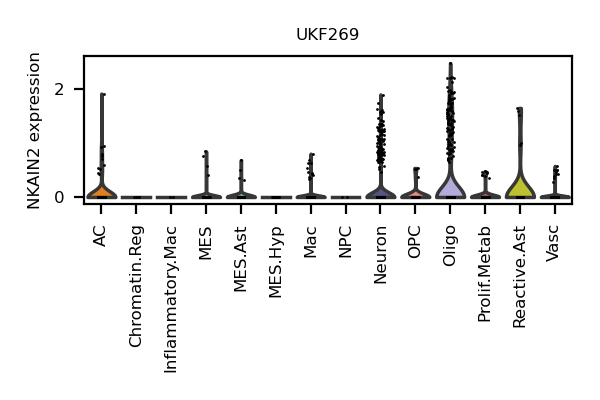 UKF269
NKAIN2 expression
2
0
AC
Chromatin.Reg
Inflammatory.Mac
MES
MES.Ast
MES.Hyp
Mac
NPC
Neuron
OPC
Oligo
Prolif.Metab
Reactive.Ast
Vasc